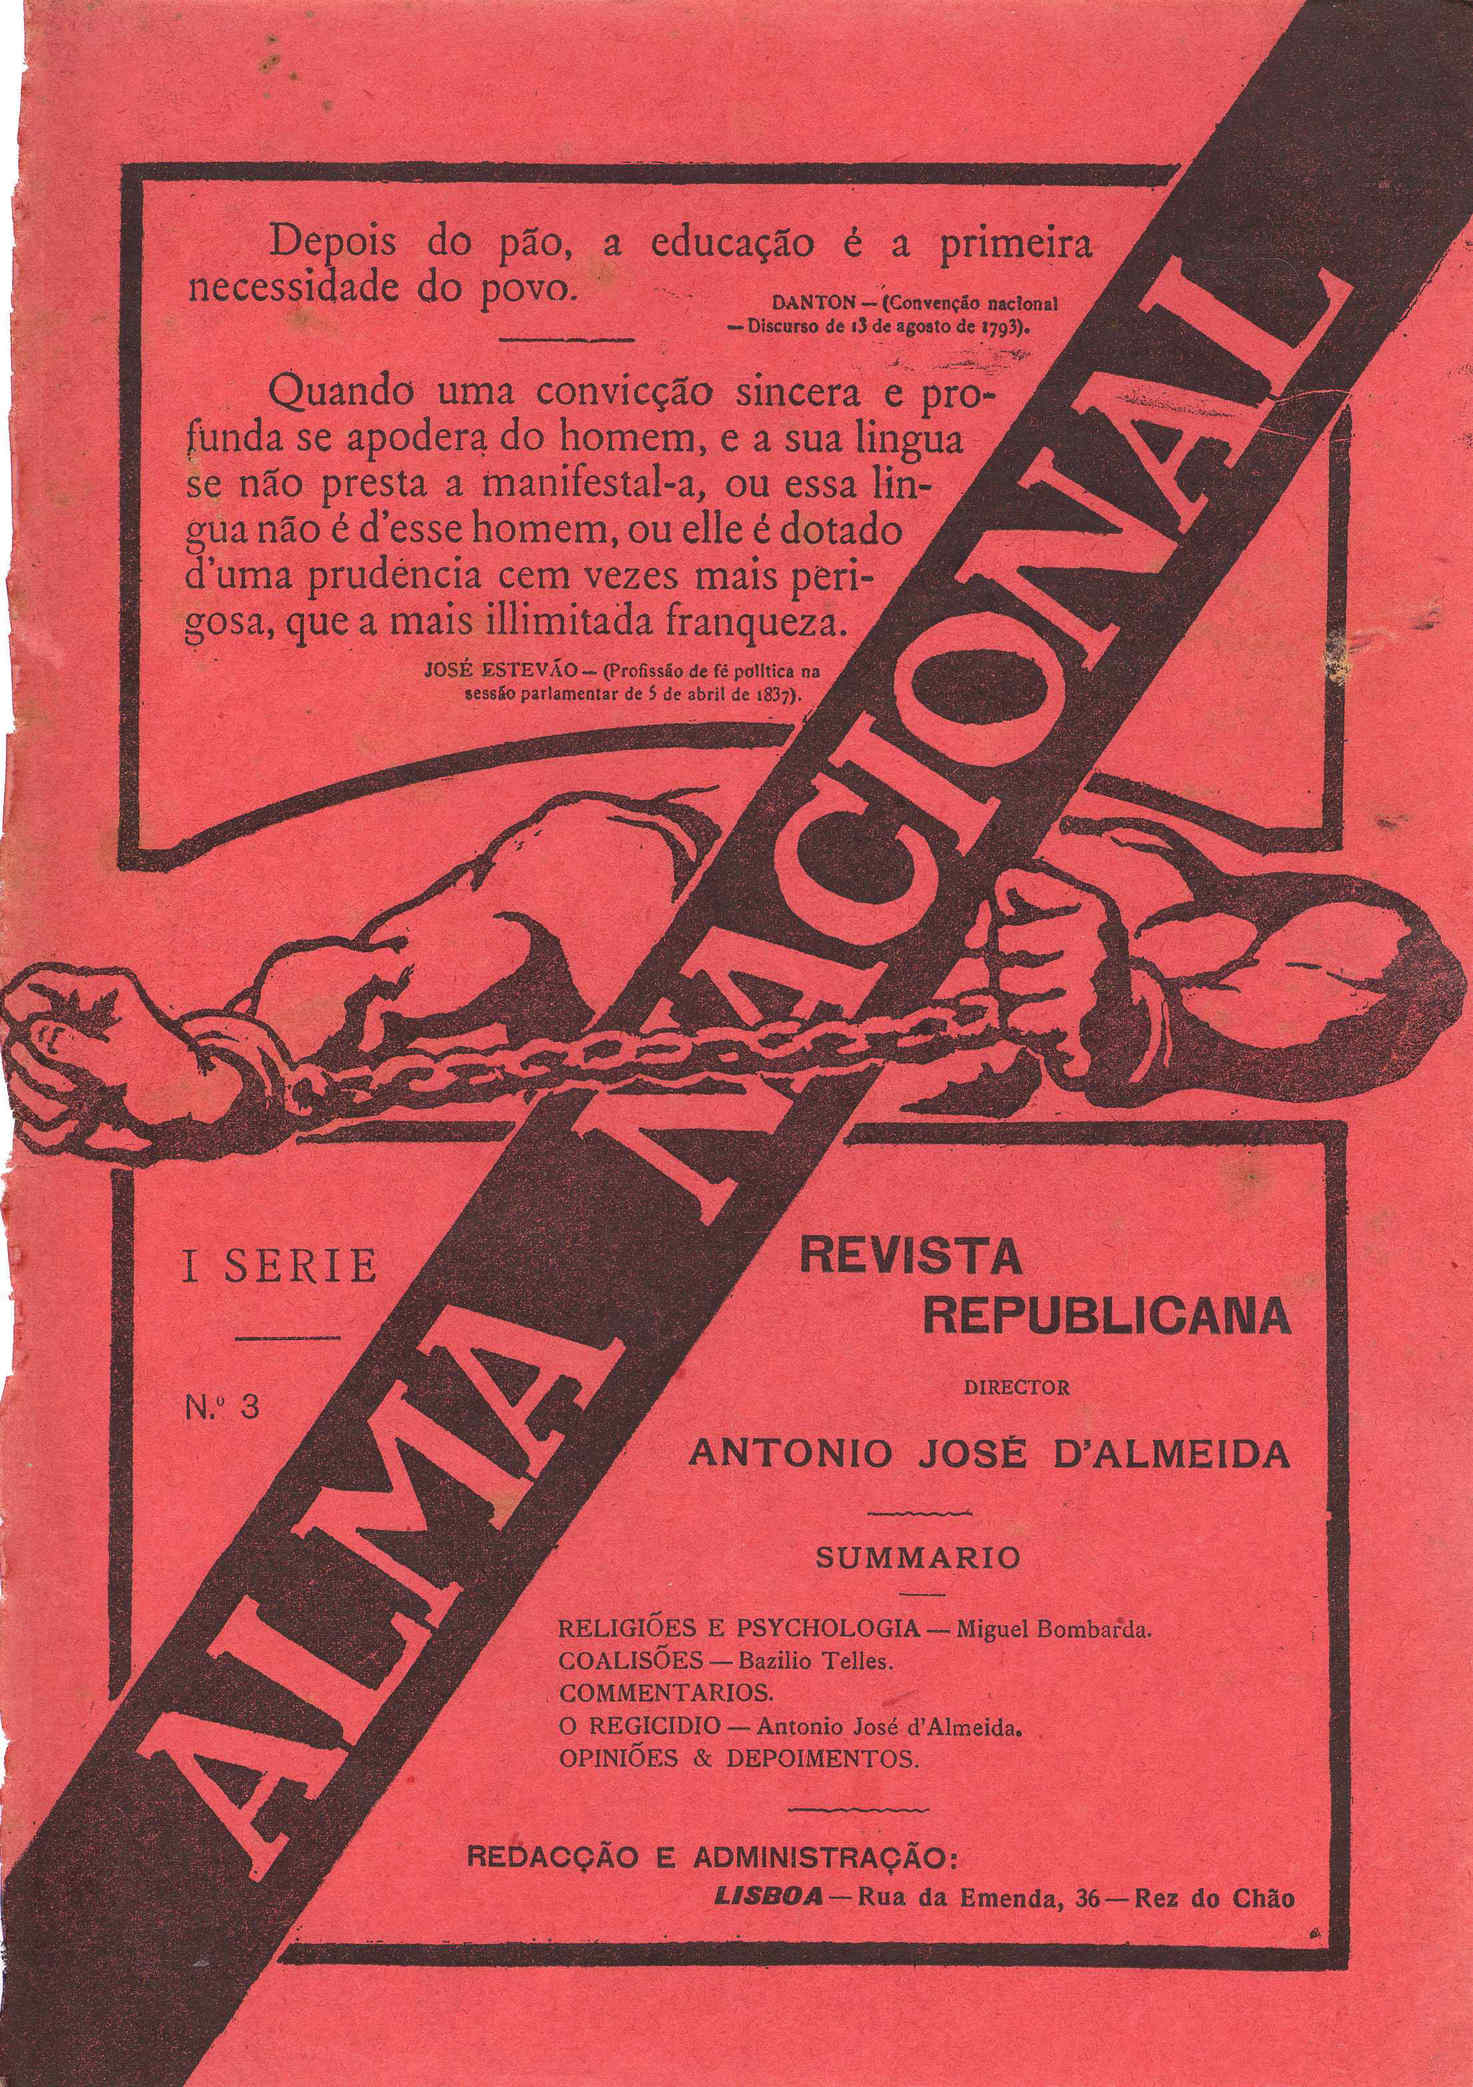 Depois do pão, a educação é a primeira
necessidade do povo.
DANTON — (Convenção nacional
— Discurso de 13 de agosto de 1793).
Quando uma convicção sincera e pro-
funda se apodera do homem, e a sua lingua
se não presta a manifestal-a, ou essa lin-
gua não é d'esse homem, ou elle é dotado
d'uma prudencia cem vezes mais peri-
gosa, que a mais illimitada franqueza.
JOSÉ ESTEVÃO — (Profissão de fé politica na
sessão parlamentar de 5 de abril de 1837).
ALMA NACIONAL
I SERIE
N.º 3
REVISTA
REPUBLICANA
DIRECTOR
ANTONIO JOSÉ D'ALMEIDA
SUMMARIO
RELIGIÕES E PSYCHOLOGIA — Miguel Bombarda.
COALISÕES — Bazilio Telles.
COMMENTARIOS.
O REGICIDIO — Antonio José d'Almeida.
OPINIÕES & DEPOIMENTOS.
REDACÇÃO E ADMINISTRAÇÃO:
LISBOA — Rua da Emenda, 36 — Rez do Chão